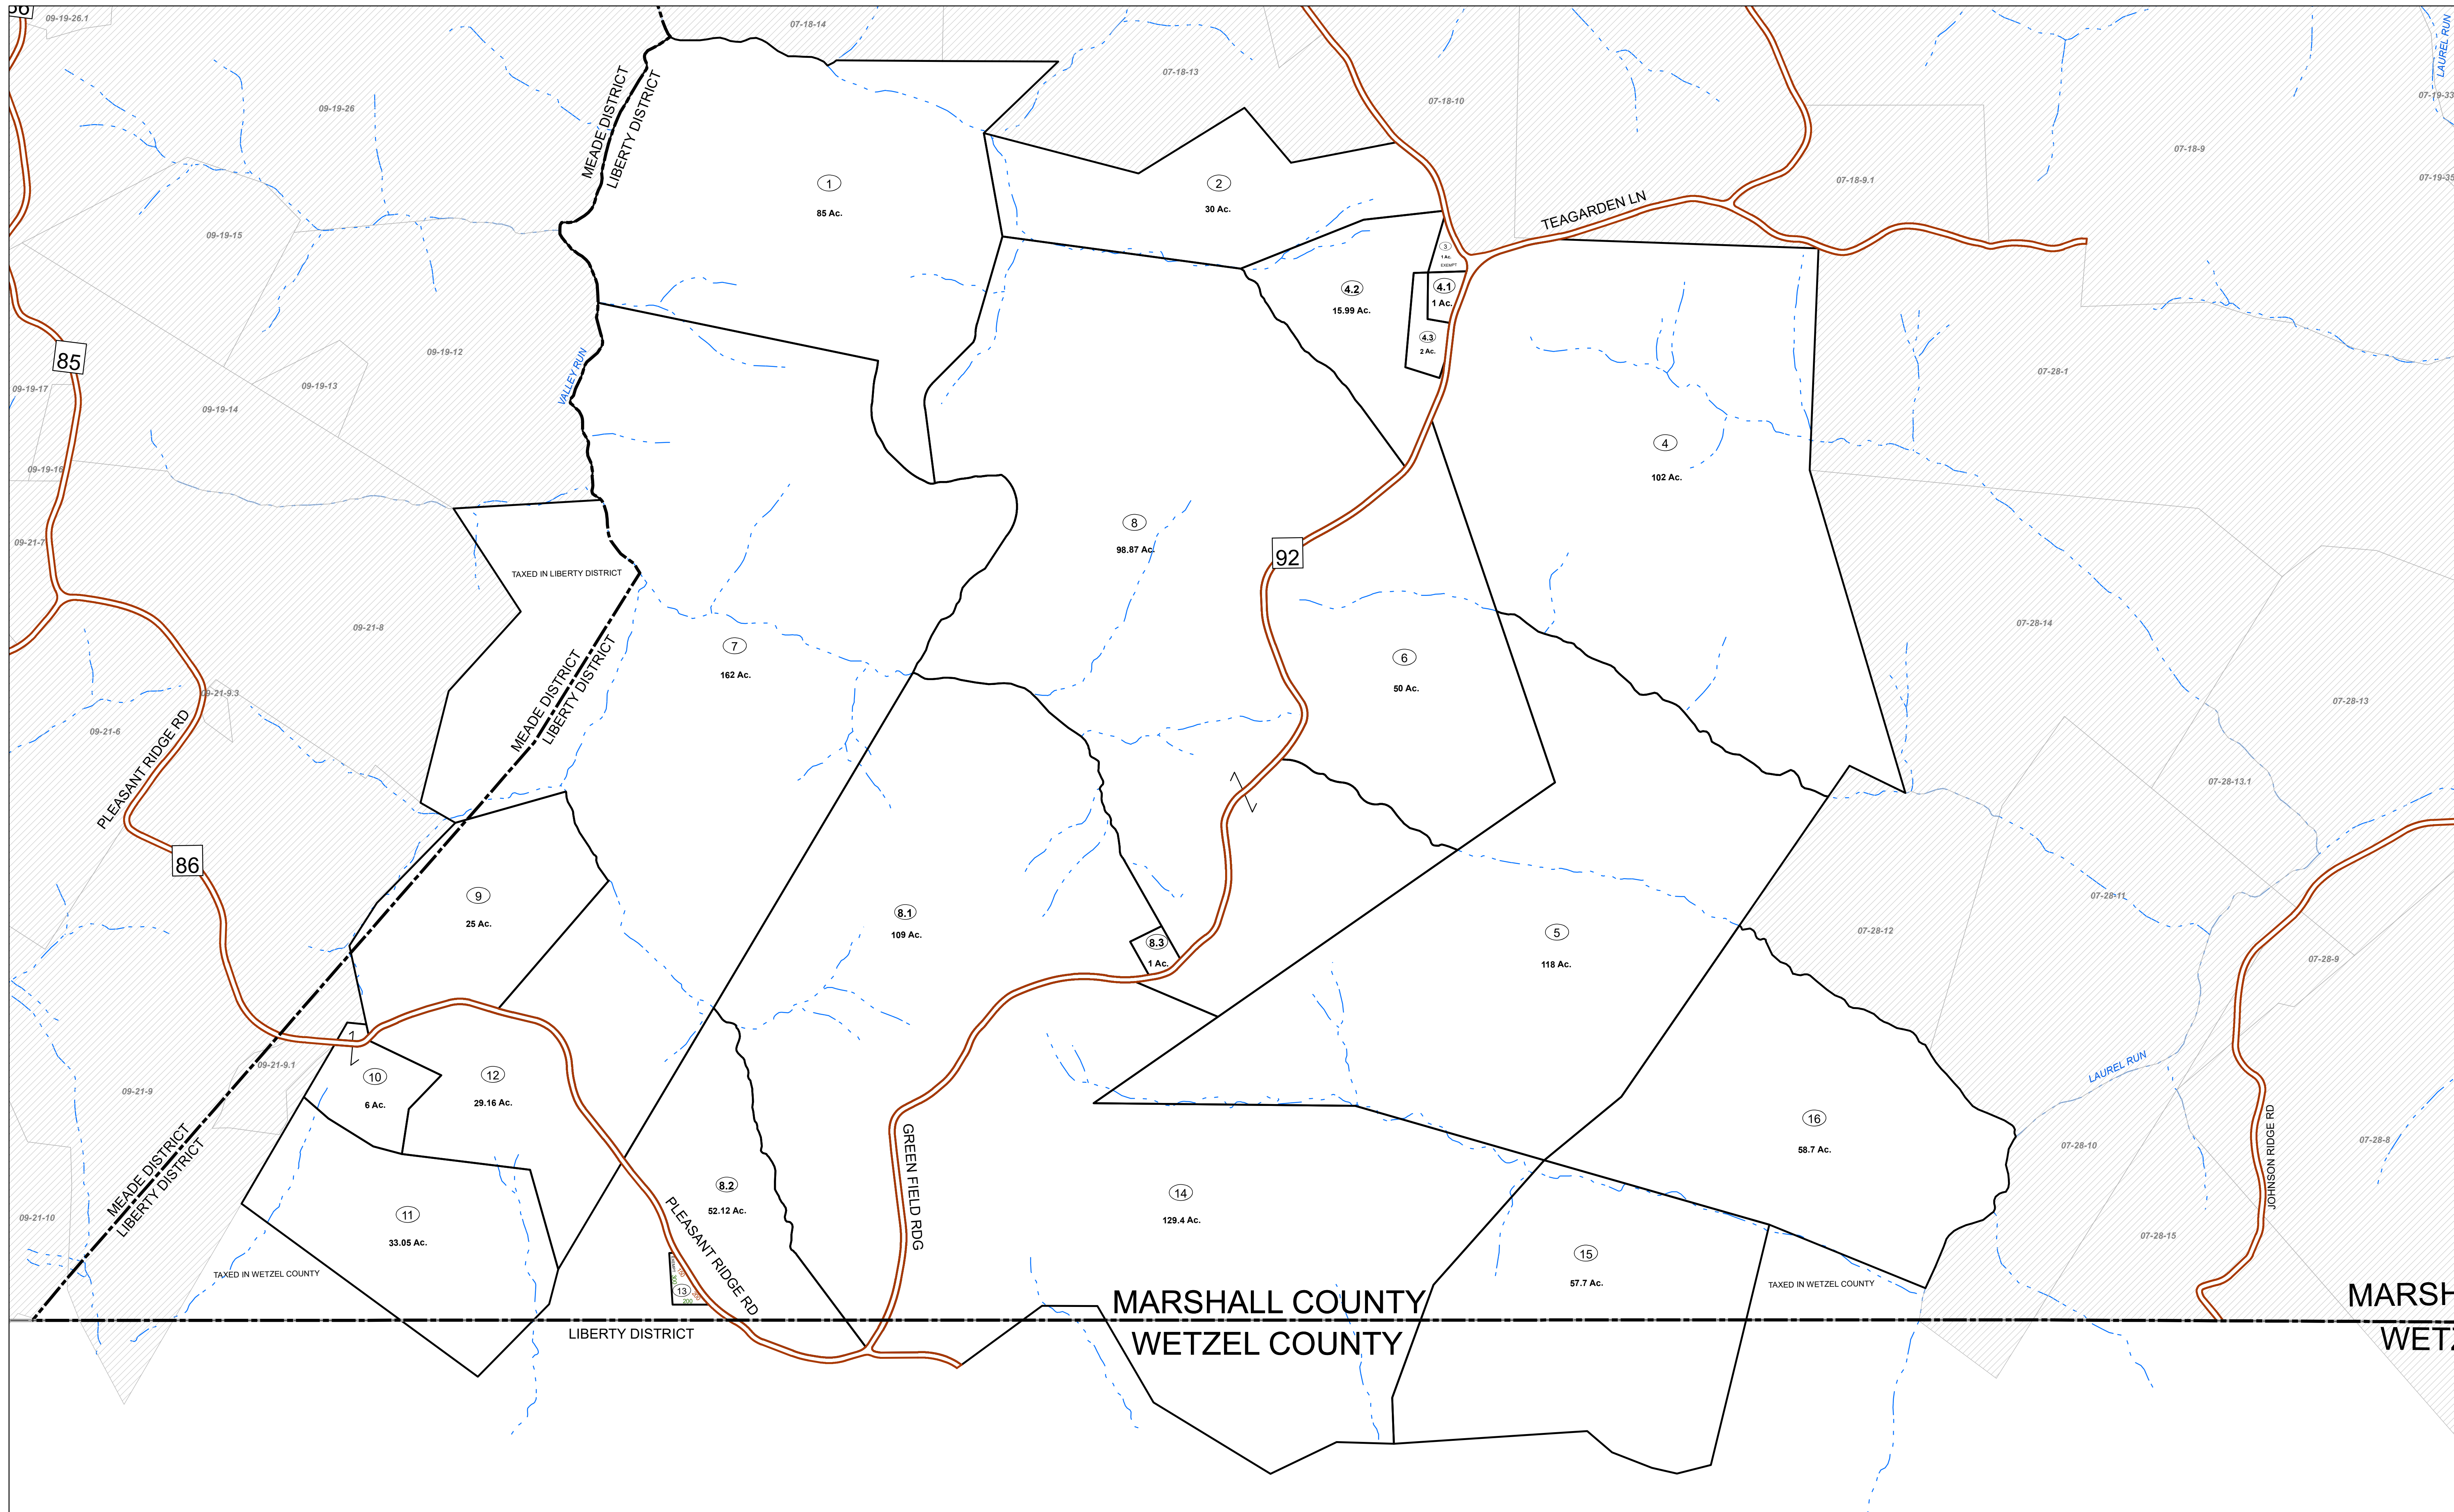 56
09-19-26.1
07-18-14
LAUREL RUN
07-18-13
07-18-10
07-19-33
09-19-26
MEADE DISTRICT
LIBERTY DISTRICT
07-18-9
07-19-35
07-18-9.1
1
85 Ac.
2
30 Ac.
TEAGARDEN LN
09-19-15
3
1 Ac.
EXEMPT
4.1
1 Ac.
4.2
15.99 Ac.
4.3
2 Ac.
85
09-19-12
VALLEY RUN
09-19-13
09-19-17
09-19-14
07-28-1
4
102 Ac.
09-19-16
09-21-7
8
98.87 Ac.
92
TAXED IN LIBERTY DISTRICT
09-21-8
07-28-14
MEADE DISTRICT
LIBERTY DISTRICT
7
162 Ac.
6
50 Ac.
09-21-9.3
09-21-6
PLEASANT RIDGE RD
07-28-13
07-28-13.1
86
9
25 Ac.
8.1
109 Ac.
8.3
1 Ac.
5
118 Ac.
07-28-12
07-28-11
07-28-9
09-21-9.1
09-21-9
10
6 Ac.
12
29.16 Ac.
LAUREL RUN
16
58.7 Ac.
07-28-10
JOHNSON RIDGE RD
07-28-8
MEADE DISTRICT
LIBERTY DISTRICT
GREEN FIELD RDG
8.2
52.12 Ac.
14
129.4 Ac.
09-21-10
11
33.05 Ac.
PLEASANT RIDGE RD
07-28-15
15
57.7 Ac.
TAXED IN WETZEL COUNTY
13
200
TAXED IN WETZEL COUNTY
MARSHALL COUNTY
MARSH
LIBERTY DISTRICT
WETZEL COUNTY
WETZ